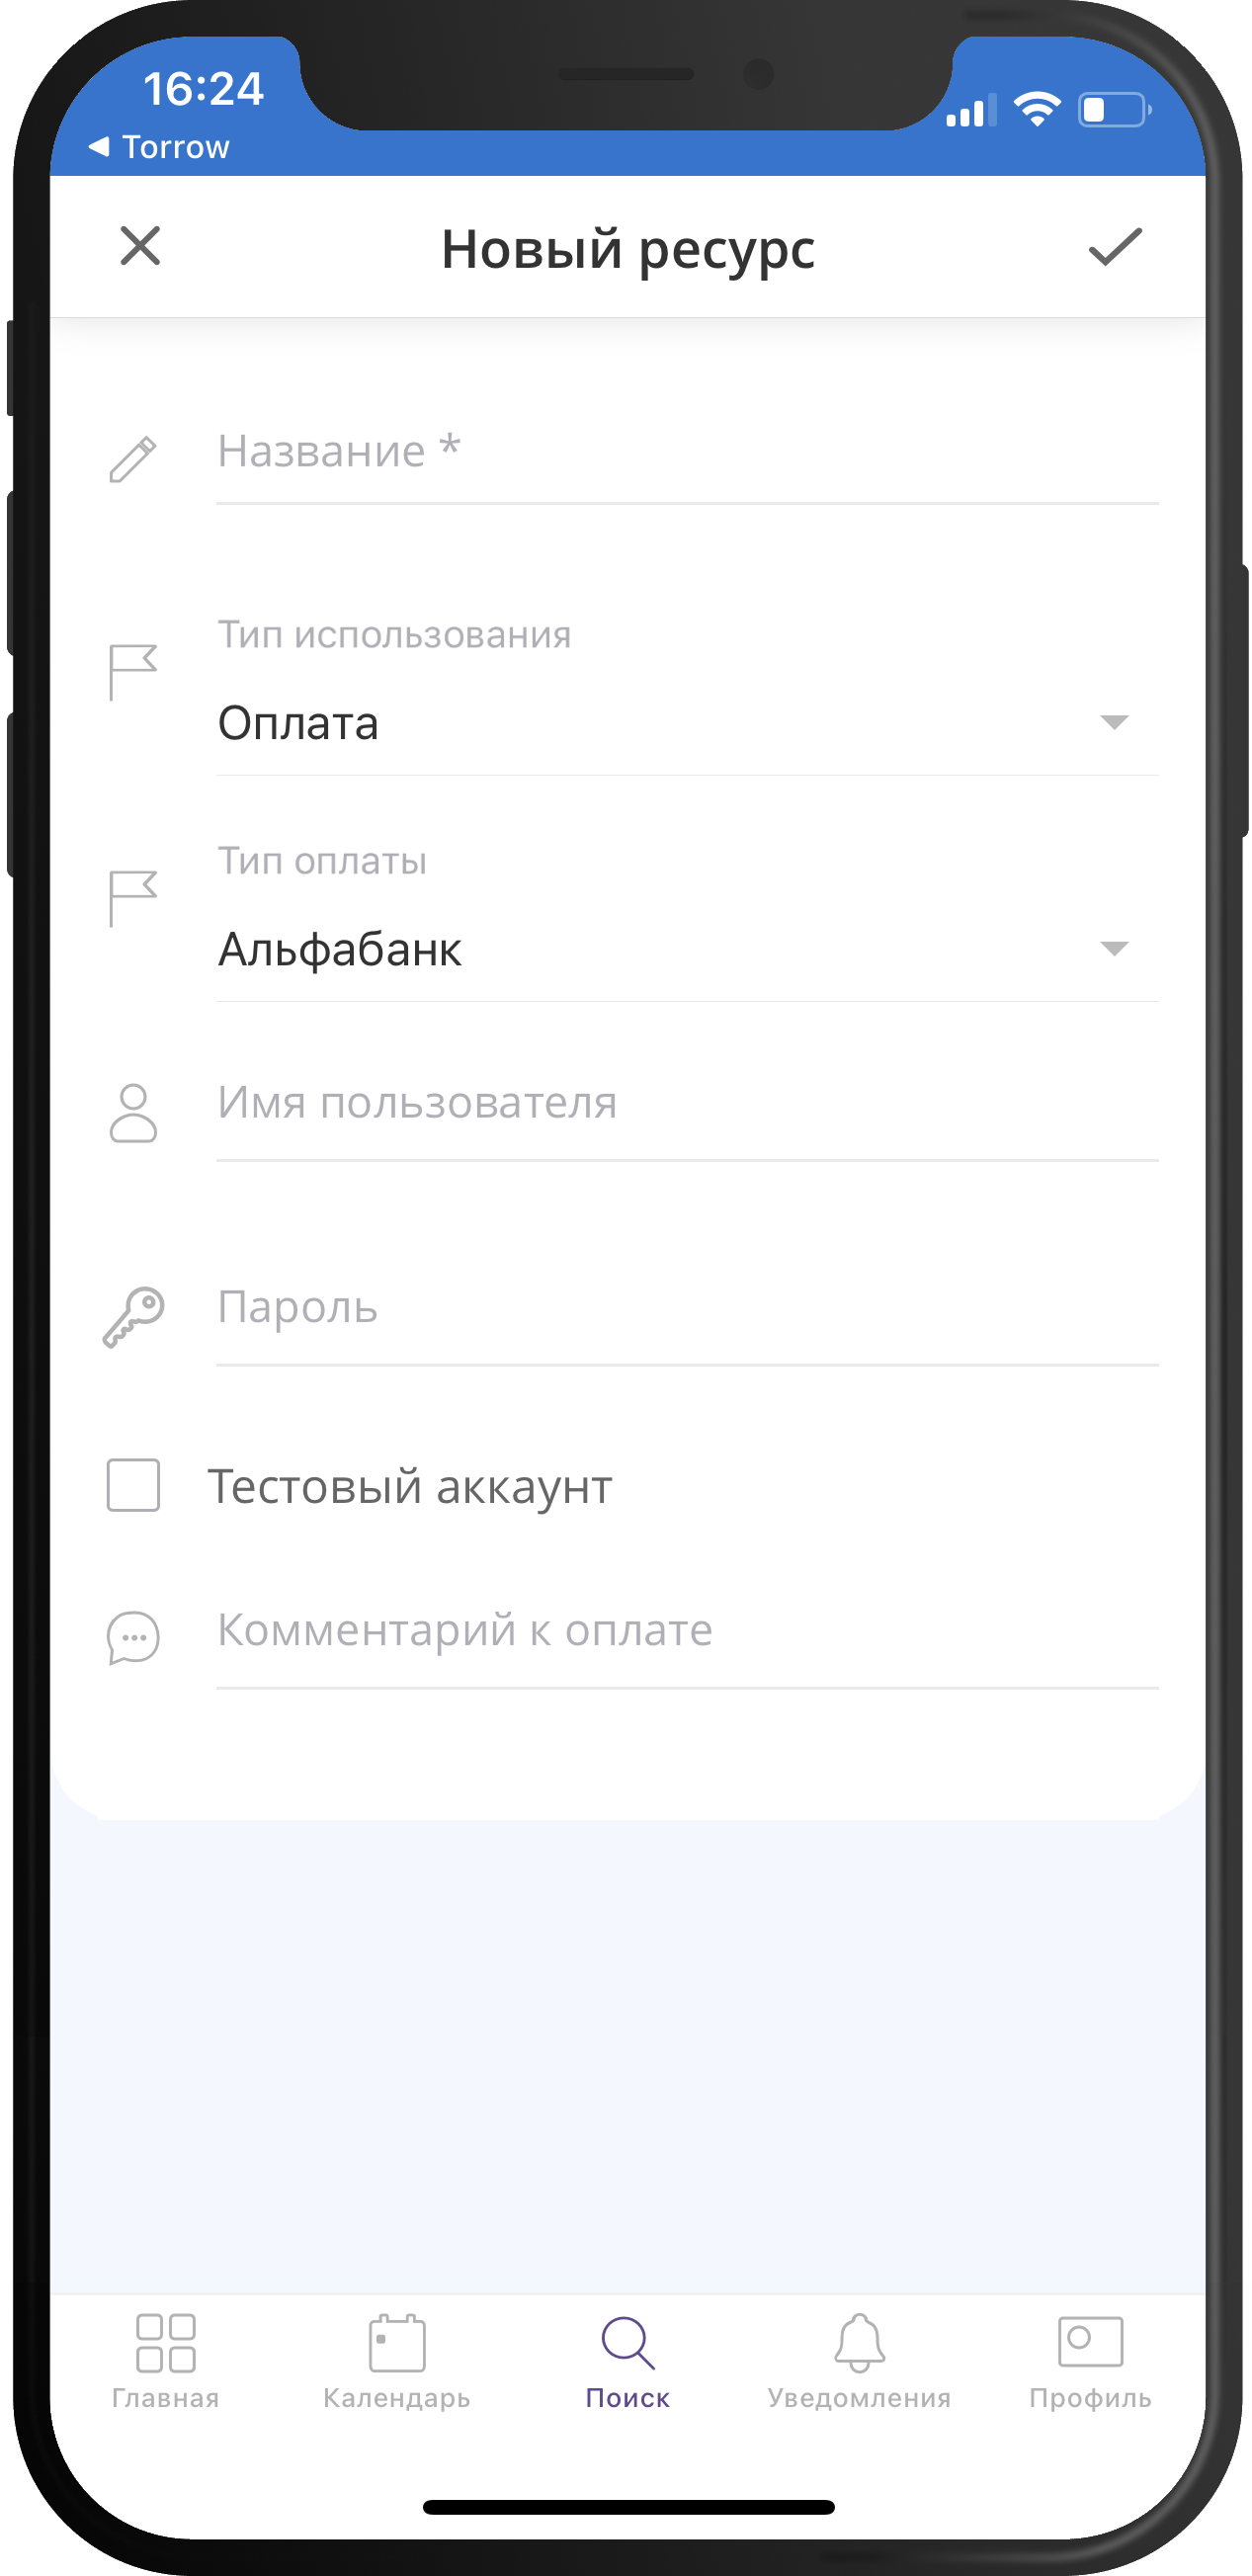 16:24
Torrow
Новый ресурс
Название *
Тип использования
Оплата
Тип оплаты
Альфабанк
Имя пользователя
Пароль
Тестовый аккаунт
Комментарий к оплате
Главная Календарь Поиск Уведомления Профиль